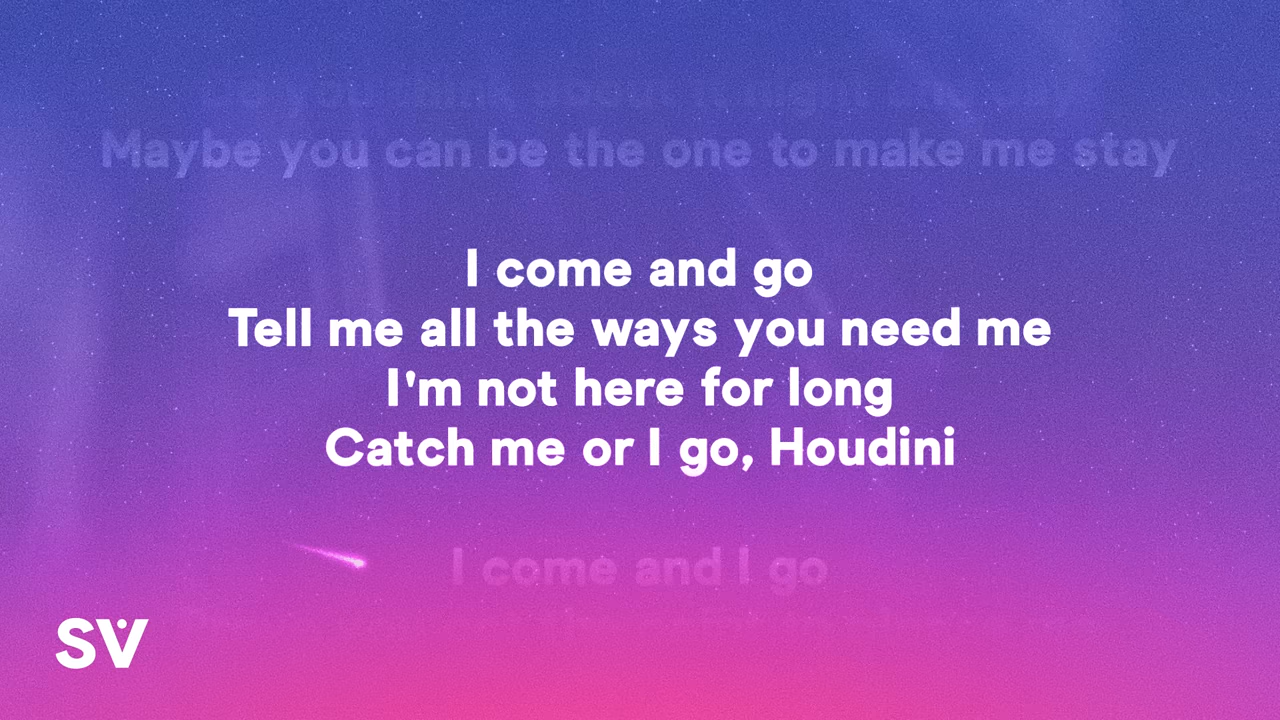 Maybe you can be the one to make me stay
I come and go
Tell me all the ways you need me
I'm not here for long
Catch me or I go, Houdini
I come and I go
SV